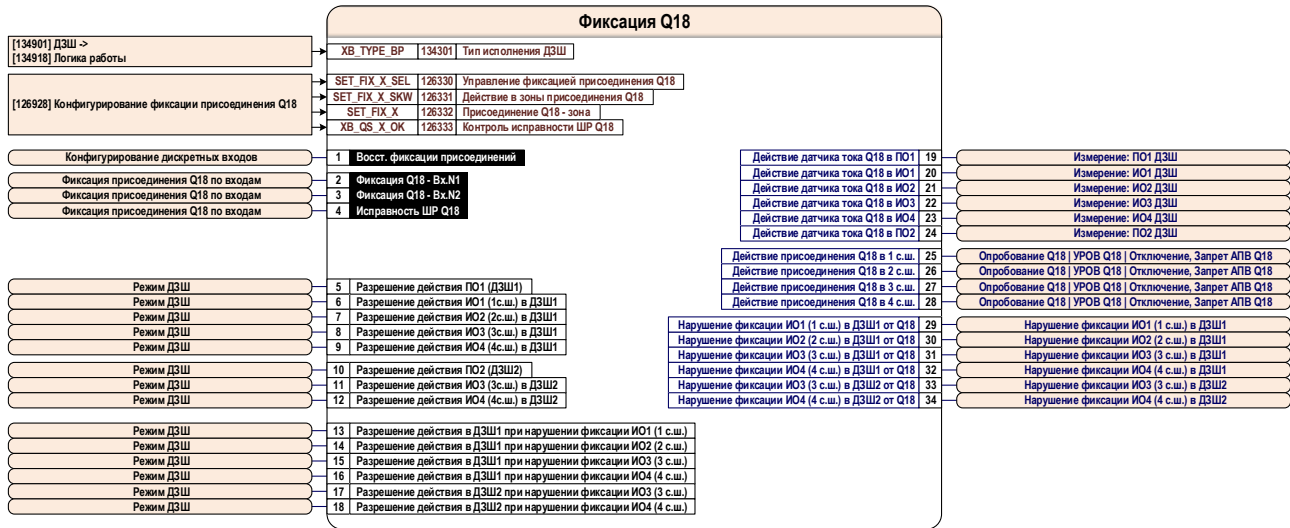 Фиксация Q18
[134901] ДЗШ ->
[134918] Логика работы
XB_TYPE_BP 134301 Тип исполнения ДЗШ
[126928] Конфигурирование фиксации присоединения Q18
SET_FIX_X_SEL 126330 Управление фиксацией присоединения Q18
SET_FIX_X_SKW 126331 Действие в зоны присоединения Q18
SET_FIX_X 126332 Присоединение Q18 - зона
XB_QS_X_OK 126333 Контроль исправности ШР Q18
Конфигурирование дискретных входов 1 Восст. фиксации присоединений
Фиксация присоединения Q18 по входам 2 Фиксация Q18 - Вх.N1
Фиксация присоединения Q18 по входам 3 Фиксация Q18 - Вх.N2
Фиксация присоединения Q18 по входам 4 Исправность ШР Q18
Режим ДЗШ 5 Разрешение действия ПО1 (ДЗШ1)
Режим ДЗШ 6 Разрешение действия ИО1 (1с.ш.) в ДЗШ1
Режим ДЗШ 7 Разрешение действия ИО2 (2с.ш.) в ДЗШ1
Режим ДЗШ 8 Разрешение действия ИО3 (3с.ш.) в ДЗШ1
Режим ДЗШ 9 Разрешение действия ИО4 (4с.ш.) в ДЗШ1
Режим ДЗШ 10 Разрешение действия ПО2 (ДЗШ2)
Режим ДЗШ 11 Разрешение действия ИО3 (3с.ш.) в ДЗШ2
Режим ДЗШ 12 Разрешение действия ИО4 (4с.ш.) в ДЗШ2
Режим ДЗШ 13 Разрешение действия в ДЗШ1 при нарушении фиксации ИО1 (1 с.ш.)
Режим ДЗШ 14 Разрешение действия в ДЗШ1 при нарушении фиксации ИО2 (2 с.ш.)
Режим ДЗШ 15 Разрешение действия в ДЗШ1 при нарушении фиксации ИО3 (3 с.ш.)
Режим ДЗШ 16 Разрешение действия в ДЗШ1 при нарушении фиксации ИО4 (4 с.ш.)
Режим ДЗШ 17 Разрешение действия в ДЗШ2 при нарушении фиксации ИО3 (3 с.ш.)
Режим ДЗШ 18 Разрешение действия в ДЗШ2 при нарушении фиксации ИО4 (4 с.ш.)
Действие датчика тока Q18 в ПО1 19 Измерение: ПО1 ДЗШ
Действие датчика тока Q18 в ИО1 20 Измерение: ИО1 ДЗШ
Действие датчика тока Q18 в ИО2 21 Измерение: ИО2 ДЗШ
Действие датчика тока Q18 в ИО3 22 Измерение: ИО3 ДЗШ
Действие датчика тока Q18 в ИО4 23 Измерение: ИО4 ДЗШ
Действие датчика тока Q18 в ПО2 24 Измерение: ПО2 ДЗШ
Действие присоединения Q18 в 1 с.ш. 25 Опробование Q18 | УРОВ Q18 | Отключение, Запрет АПВ Q18
Действие присоединения Q18 в 2 с.ш. 26 Опробование Q18 | УРОВ Q18 | Отключение, Запрет АПВ Q18
Действие присоединения Q18 в 3 с.ш. 27 Опробование Q18 | УРОВ Q18 | Отключение, Запрет АПВ Q18
Действие присоединения Q18 в 4 с.ш. 28 Опробование Q18 | УРОВ Q18 | Отключение, Запрет АПВ Q18
Нарушение фиксации ИО1 (1 с.ш.) в ДЗШ1 от Q18 29 Нарушение фиксации ИО1 (1 с.ш.) в ДЗШ1
Нарушение фиксации ИО2 (2 с.ш.) в ДЗШ1 от Q18 30 Нарушение фиксации ИО2 (2 с.ш.) в ДЗШ1
Нарушение фиксации ИО3 (3 с.ш.) в ДЗШ1 от Q18 31 Нарушение фиксации ИО3 (3 с.ш.) в ДЗШ1
Нарушение фиксации ИО4 (4 с.ш.) в ДЗШ1 от Q18 32 Нарушение фиксации ИО4 (4 с.ш.) в ДЗШ1
Нарушение фиксации ИО3 (3 с.ш.) в ДЗШ2 от Q18 33 Нарушение фиксации ИО3 (3 с.ш.) в ДЗШ2
Нарушение фиксации ИО4 (4 с.ш.) в ДЗШ2 от Q18 34 Нарушение фиксации ИО4 (4 с.ш.) в ДЗШ2